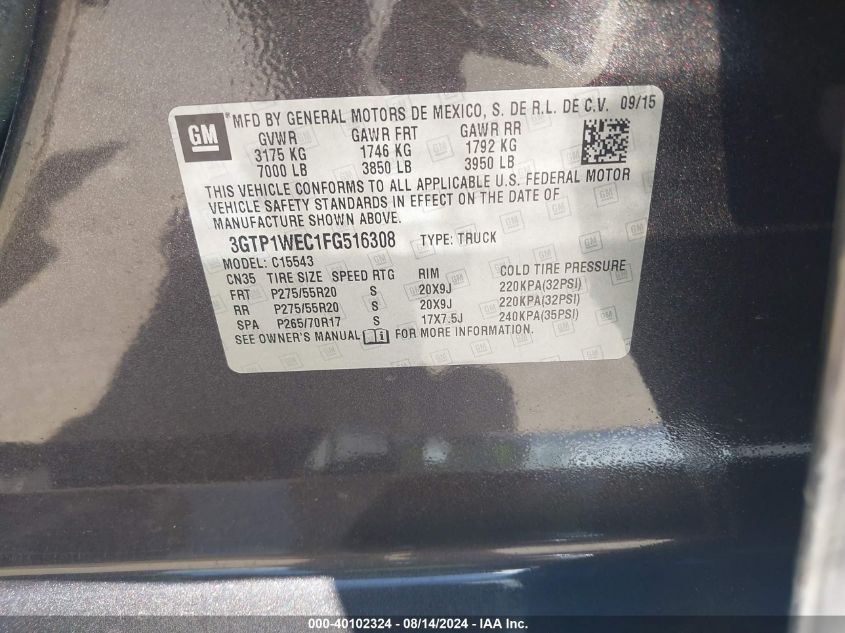 GM
*MFD BY GENERAL MOTORS DE MEXICO, S. DE R.L. DE C.V. 09/15
GVWR GAWR FRT GAWR RR
3175 KG 1746 KG 1792 KG
7000 LB 3850 LB 3950 LB
THIS VEHICLE CONFORMS TO ALL APPLICABLE U.S. FEDERAL MOTOR
VEHICLE SAFETY STANDARDS IN EFFECT ON THE DATE OF
MANUFACTURE SHOWN ABOVE.
3GTP1WEC1FG516308 TYPE: TRUCK
MODEL: C15543
CN35 TIRE SIZE SPEED RTG RIM COLD TIRE PRESSURE
FRT P275/55R20 S 20X9J 220KPA(32PSI)
RR P275/55R20 S 20X9J 220KPA(32PSI)
SPA P265/70R17 S 17X7.5J 240KPA(35PSI)
SEE OWNER'S MANUAL FOR MORE INFORMATION.
000-40102324 - 08/14/2024 - IAA Inc.